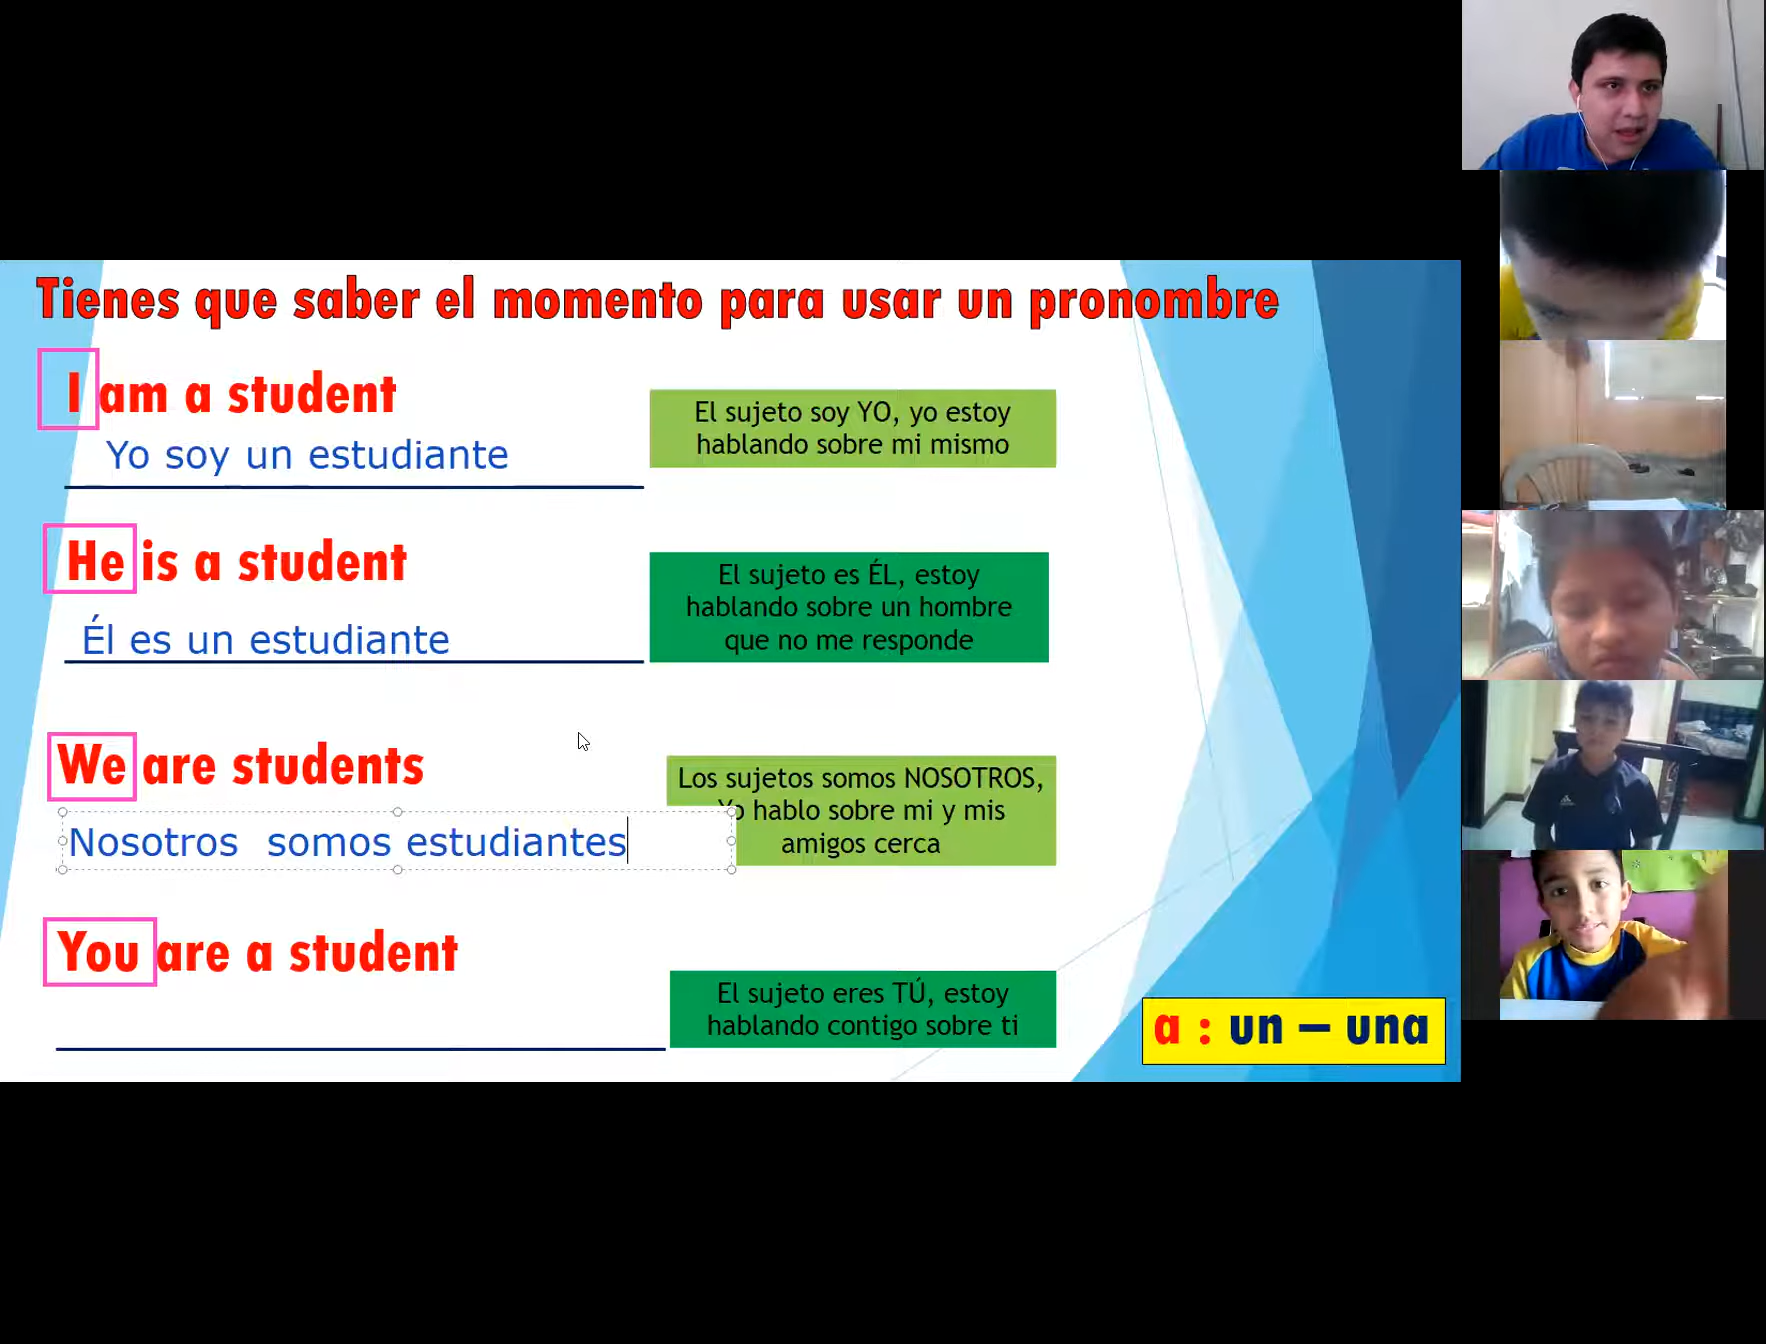 Tienes que saber el momento para usar un pronombre
I am a student
El sujeto soy YO, yo estoy
hablando sobre mi mismo
Yo soy un estudiante
He is a student
El sujeto es ÉL, estoy
hablando sobre un hombre
que no me responde
Él es un estudiante
We are students
Los sujetos somos NOSOTROS,
Yo hablo sobre mi y mis
amigos cerca
Nosotros somos estudiantes
You are a student
El sujeto eres TÚ, estoy
hablando contigo sobre ti
a : un – una